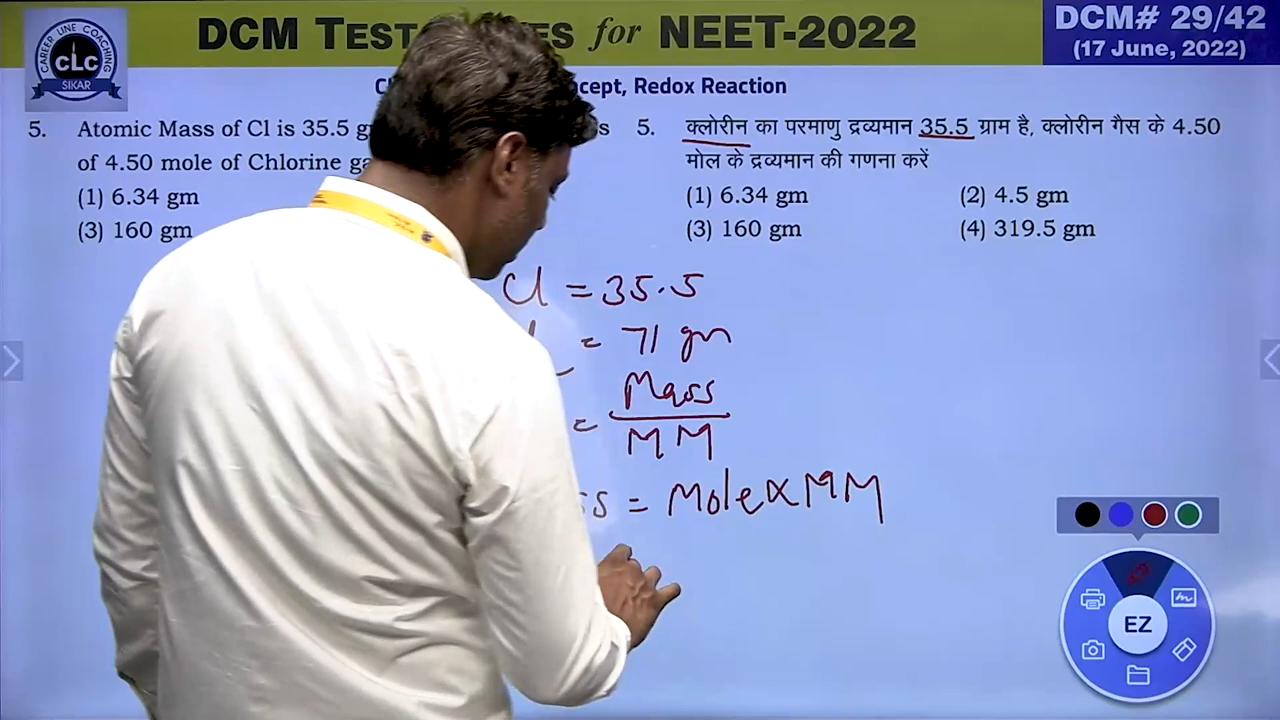 CAREER LINE COACHING
CLC
SIKAR
DCM TEST for NEET-2022
DCM# 29/42
(17 June, 2022)
Redox Reaction
5. Atomic Mass of Cl is 35.5
of 4.50 mole of Chlorine
(1) 6.34 gm
(3) 160 gm
5. क्लोरीन का परमाणु द्रव्यमान 35.5 ग्राम है, क्लोरीन गैस के 4.50
मोल के द्रव्यमान की गणना करें
(1) 6.34 gm (2) 4.5 gm
(3) 160 gm (4) 319.5 gm
Cl = 35.5
= 71 gm
= Mass
MM
= Mole × MM
EZ